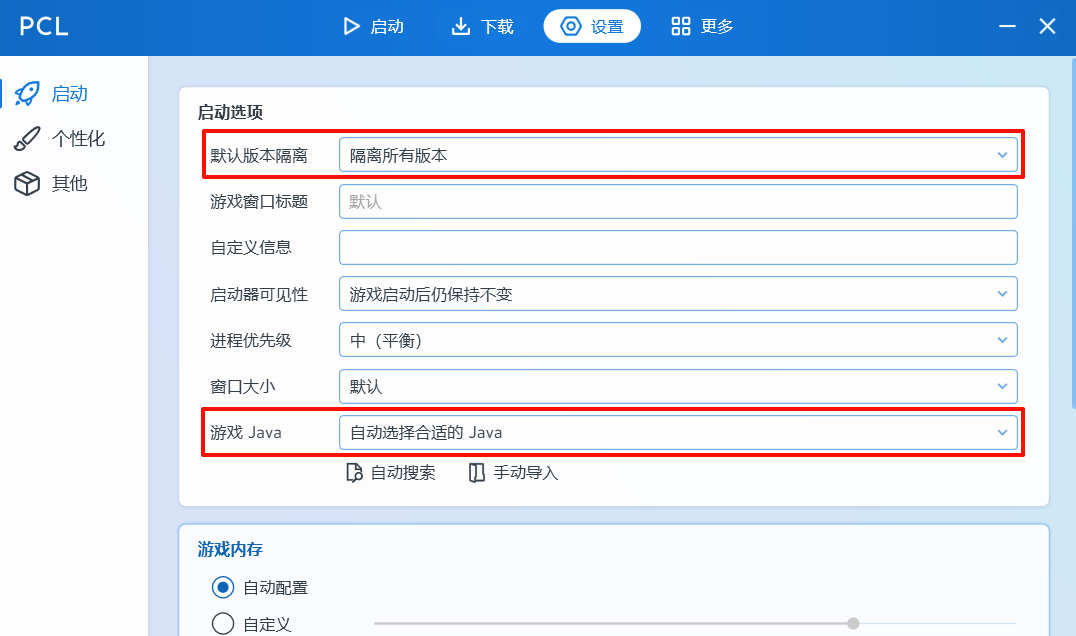 PCL 启动 下载 设置 更多
启动
个性化
其他
启动选项
默认版本隔离 隔离所有版本
游戏窗口标题 默认
自定义信息
启动器可见性 游戏启动后仍保持不变
进程优先级 中（平衡）
窗口大小 默认
游戏 Java 自动选择合适的 Java
自动搜索 手动导入
游戏内存
自动配置
自定义